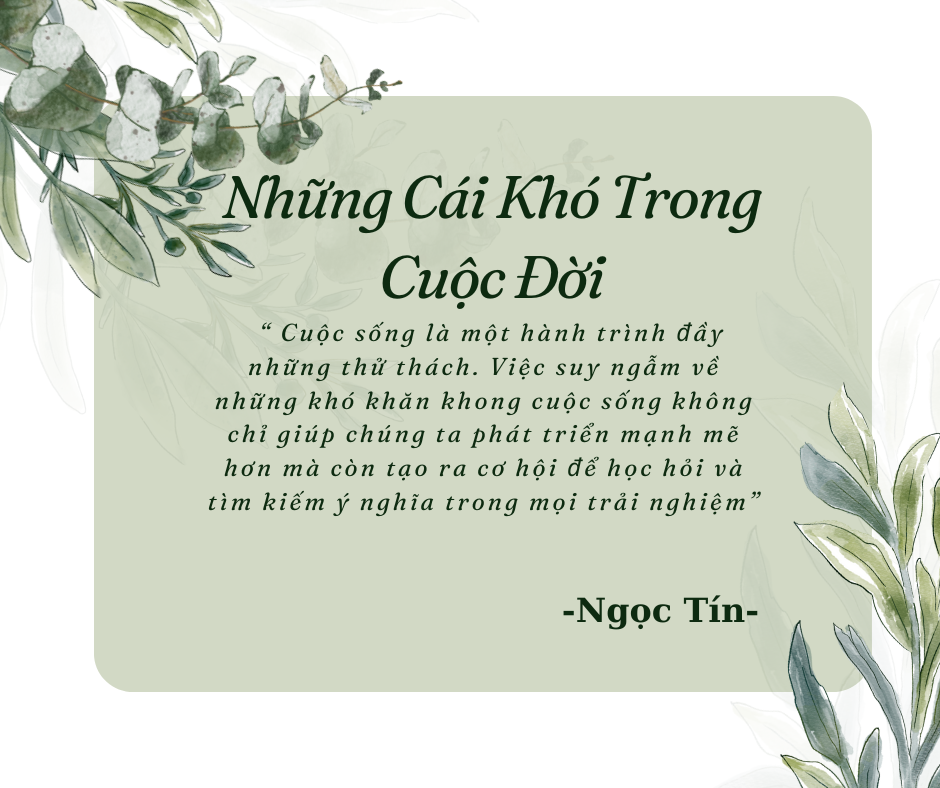 Những Cái Khó Trong
Cuộc Đời
“ Cuộc sống là một hành trình đầy
những thử thách. Việc suy ngẫm về
những khó khăn khong cuộc sống không
chỉ giúp chúng ta phát triển mạnh mẽ
hơn mà còn tạo ra cơ hội để học hỏi và
tìm kiếm ý nghĩa trong mọi trải nghiệm”
-Ngọc Tín-